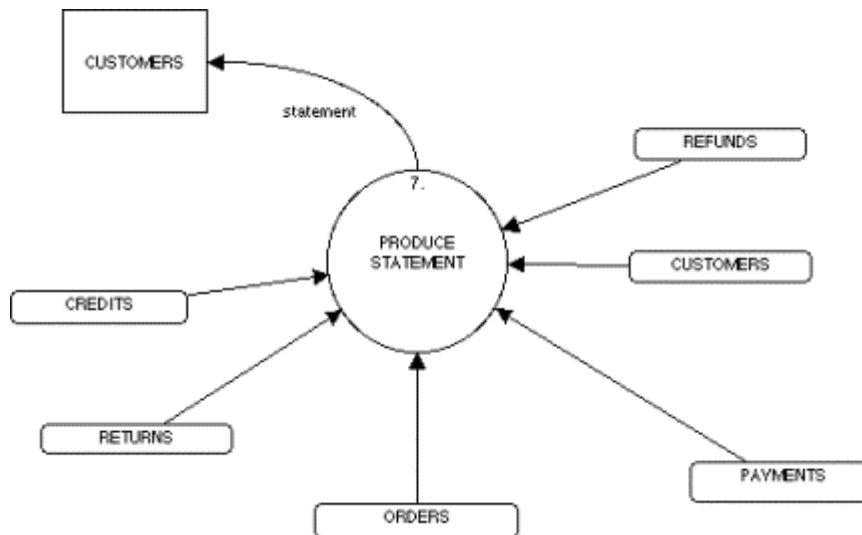 CUSTOMERS
statement
REFUNDS
7.
PRODUCE
STATEMENT
CUSTOMERS
CREDITS
RETURNS
PAYMENTS
ORDERS